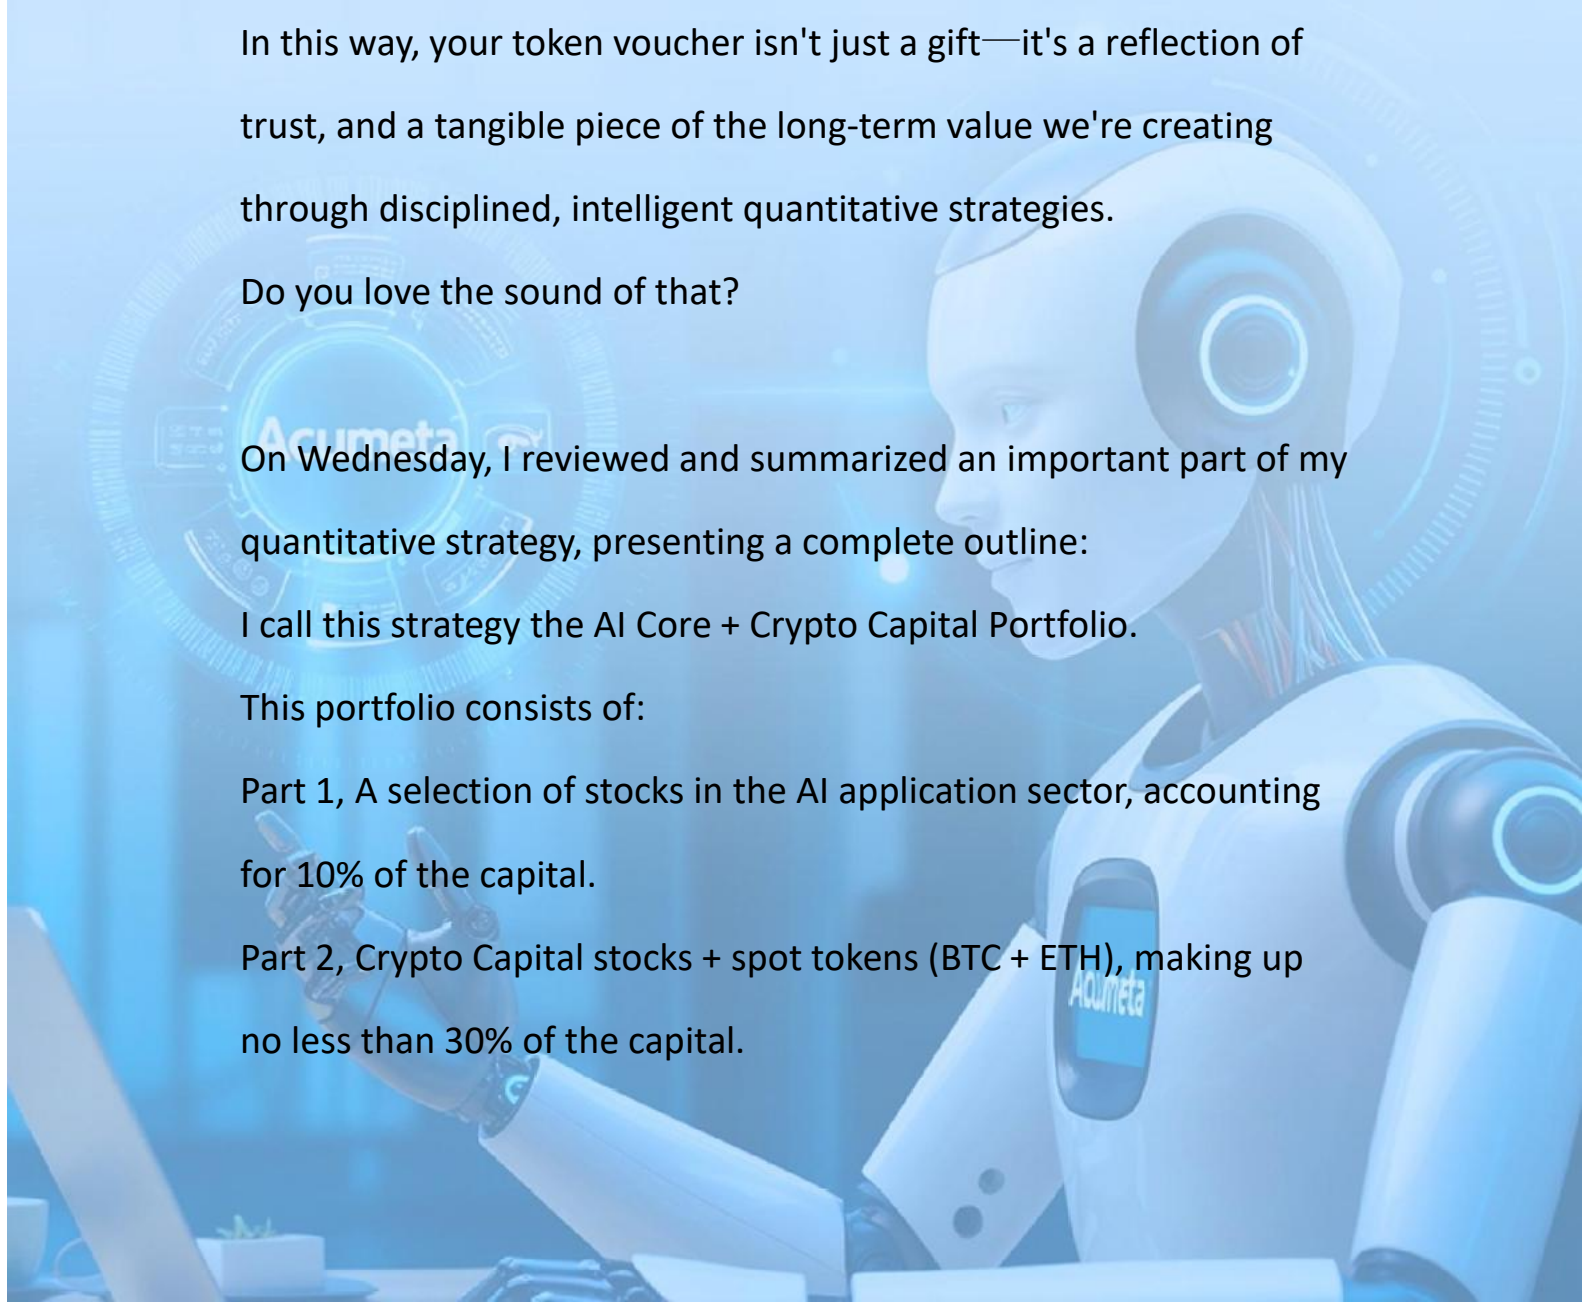 In this way, your token voucher isn't just a gift—it's a reflection of
trust, and a tangible piece of the long-term value we're creating
through disciplined, intelligent quantitative strategies.
Do you love the sound of that?
Acumeta
On Wednesday, I reviewed and summarized an important part of my
quantitative strategy, presenting a complete outline:
I call this strategy the AI Core + Crypto Capital Portfolio.
This portfolio consists of:
Part 1, A selection of stocks in the AI application sector, accounting
for 10% of the capital.
Part 2, Crypto Capital stocks + spot tokens (BTC + ETH), making up
Acumeta
no less than 30% of the capital.